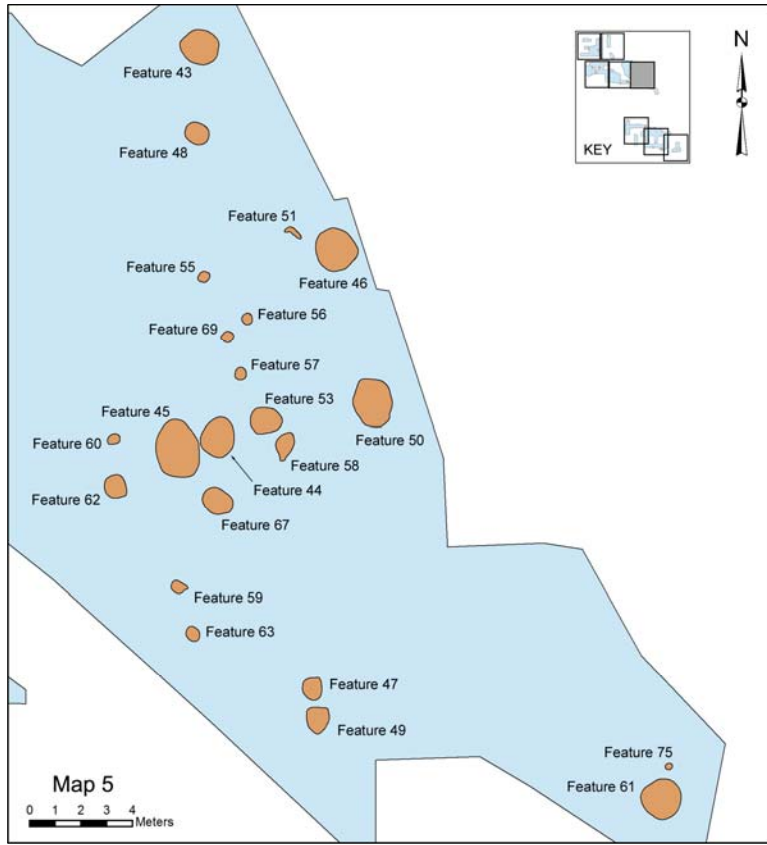 N
Feature 43
KEY
Feature 48
Feature 51
Feature 55
Feature 46
Feature 56
Feature 69
Feature 57
Feature 53
Feature 45
Feature 60
Feature 50
Feature 58
Feature 62
Feature 44
Feature 67
Feature 59
Feature 63
Feature 47
Feature 49
Feature 75
Feature 61
Map 5
0 1 2 3 4
Meters